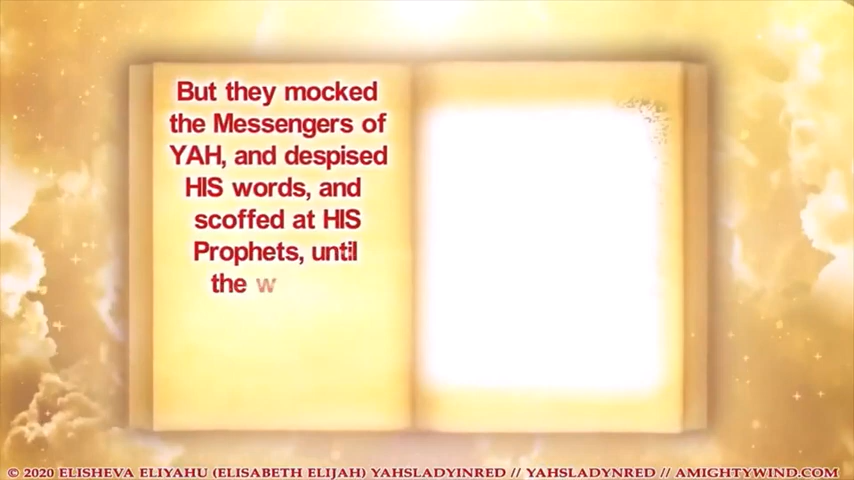 But they mocked
the Messengers of
YAH, and despised
HIS words, and
scoffed at HIS
Prophets, until
the w
© 2020 ELISHEVA ELIYAHU (ELISABETH ELIJAH) YAHSLADYINRED // YAHSLADYNRED // AMIGHTYWIND.COM